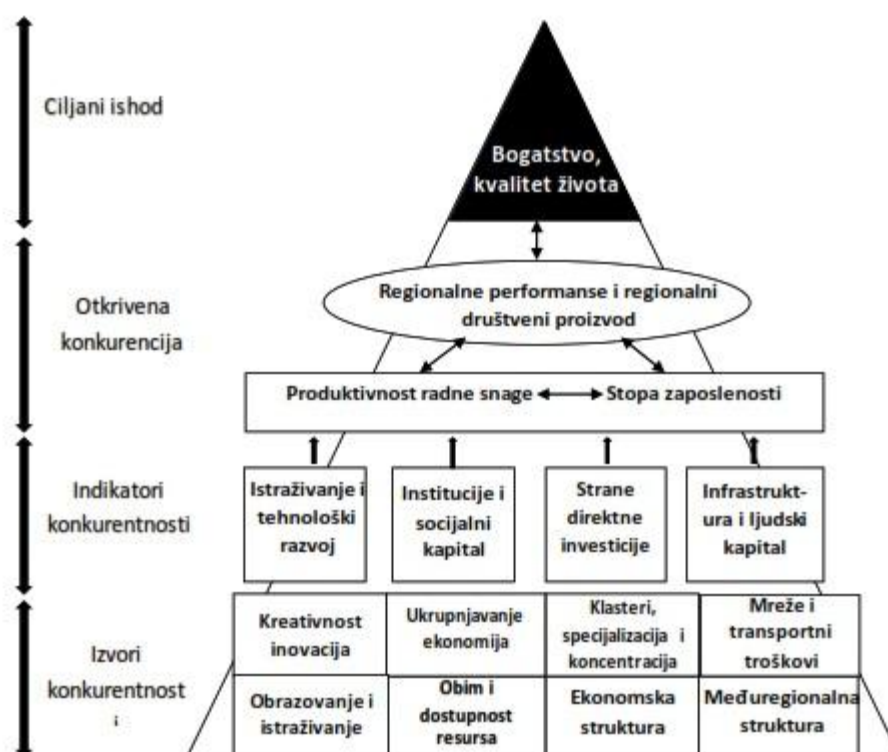 Ciljani ishod
Bogatstvo,
kvalitet života
Otkrivena
konkurencija
Regionalne performanse i regionalni
društveni proizvod
Produktivnost radne snage
Stopa zaposlenosti
Indikatori
konkurentnosti
Istraživanje i
tehnološki
razvoj
Institucije i
socijalni
kapital
Strane
direktne
investicije
Infrastrukt-
ura i ljudski
kapital
Izvori
konkurentnost
i
Kreativnost
inovacija
Ukrupnjavanje
ekonomija
Klasteri,
specijalizacija i
koncentracija
Mreže i
transportni
troškovi
Obrazovanje i
istraživanje
Obim i
dostupnost
resursa
Ekonomska
struktura
Međuregionalna
struktura